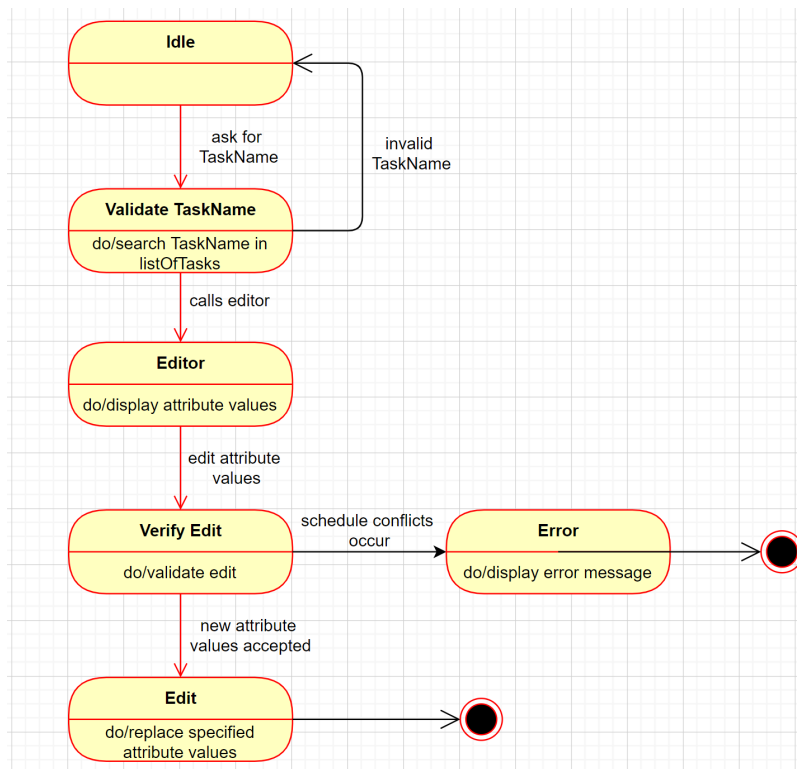 Idle
ask for
TaskName
invalid
TaskName
Validate TaskName
do/search TaskName in
listOfTasks
calls editor
Editor
do/display attribute values
edit attribute
values
Verify Edit
do/validate edit
schedule conflicts
occur
Error
do/display error message
new attribute
values accepted
Edit
do/replace specified
attribute values